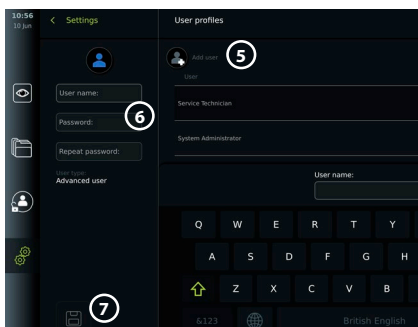 10:56
10 Jun
Settings
User profiles
Add user
5
User
User name:
Service Technician
Password:
6
System Administrator
Repeat password:
User type:
Advanced user
User name:
Q W E R T Y
A S D F G H
Z X C V B
7
&123
British English